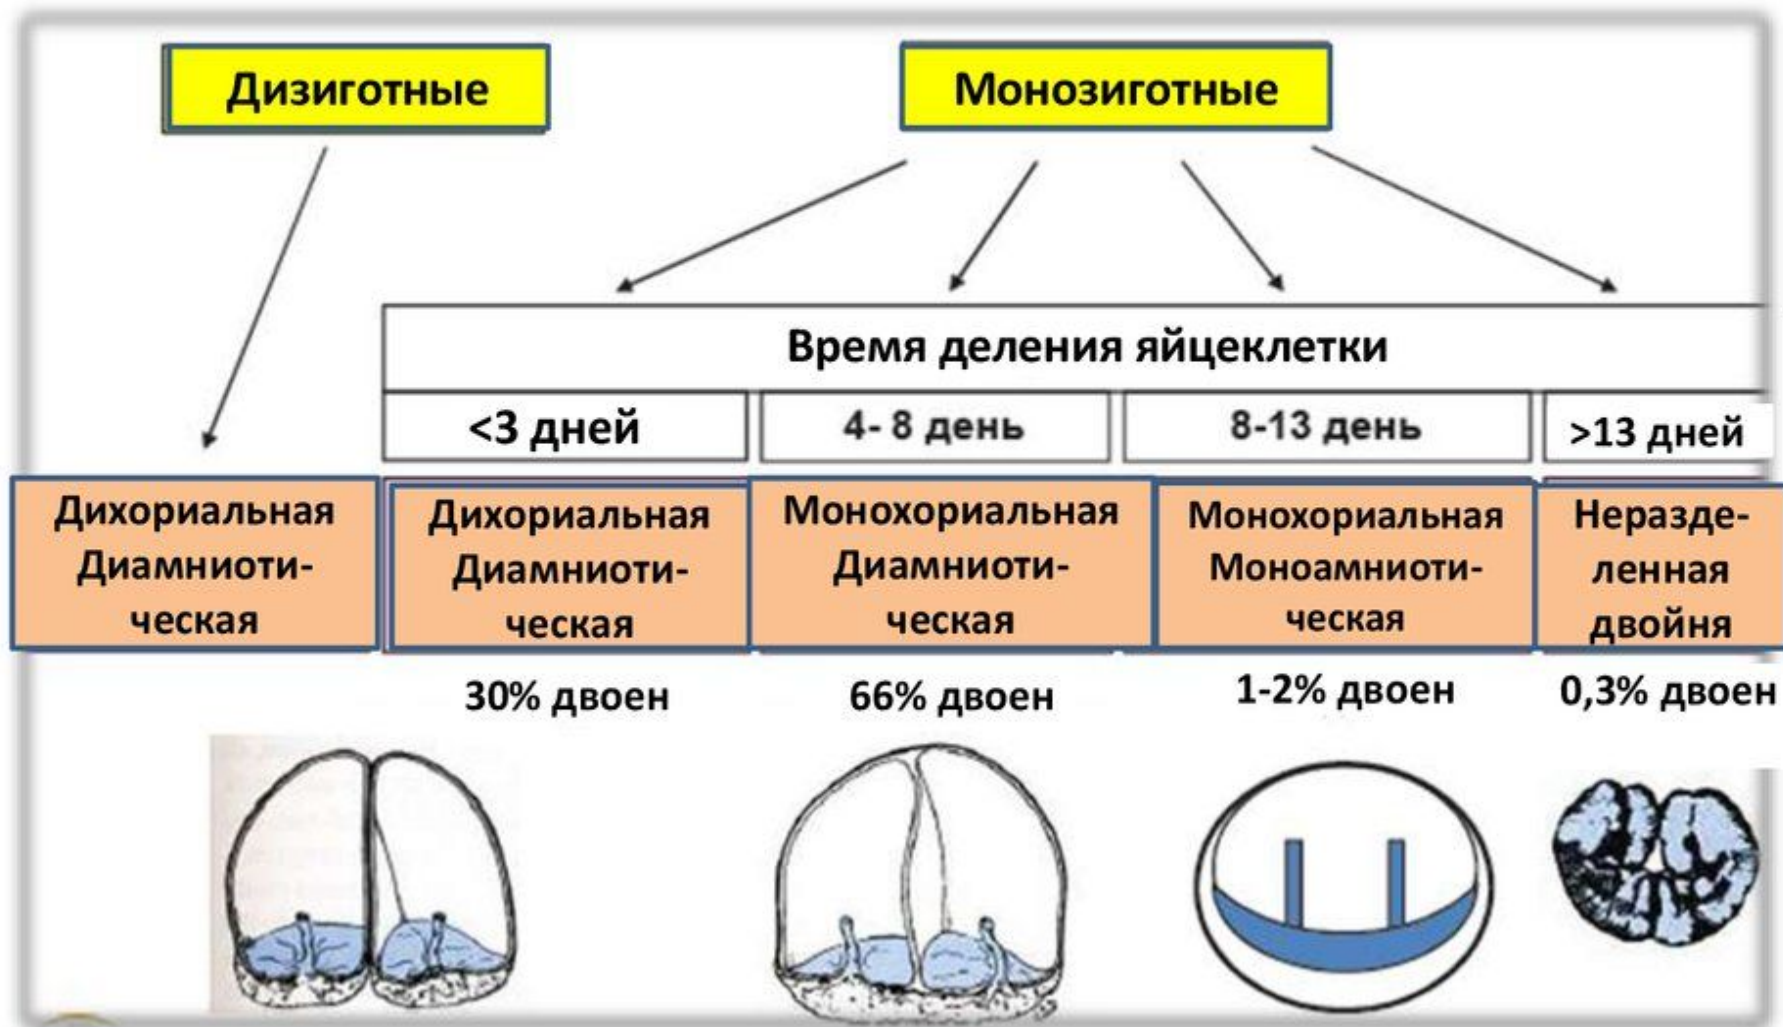 Дизиготные
Монозиготные
Время деления яйцеклетки
<3 дней
4- 8 день
8-13 день
>13 дней
Дихориальная
Диамниоти-
ческая
Дихориальная
Диамниоти-
ческая
Монохориальная
Диамниоти-
ческая
Монохориальная
Моноамниоти-
ческая
Неразде-
ленная
двойня
30% двоен
66% двоен
1-2% двоен
0,3% двоен